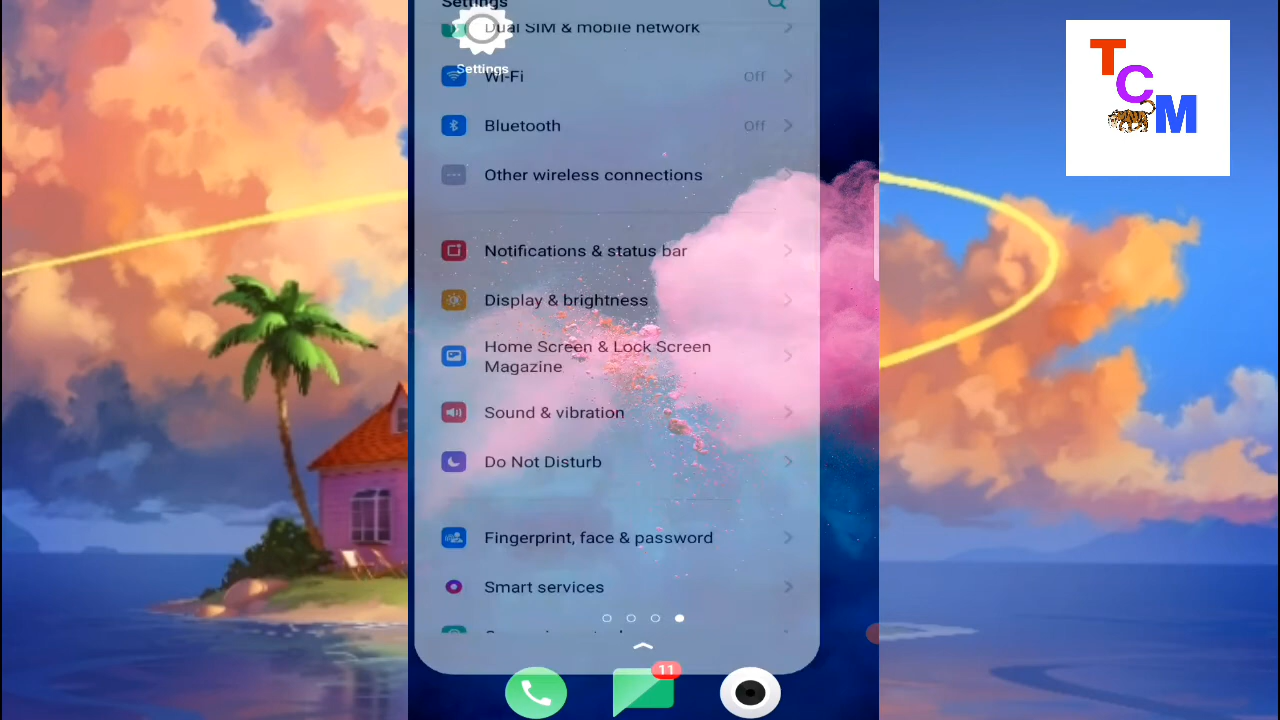 Settings
Dual SIM & mobile network
Settings
Wi-Fi
Off
Bluetooth
Off
Other wireless connections
Notifications & status bar
Display & brightness
Home Screen & Lock Screen
Magazine
Sound & vibration
Do Not Disturb
Fingerprint, face & password
Smart services
11
T
C
M